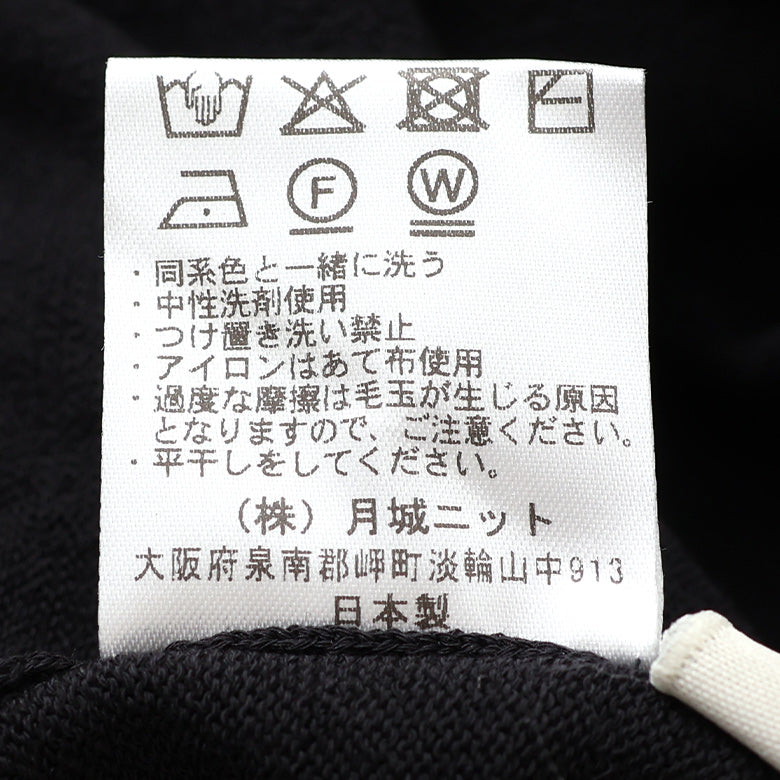 F W
・同系色と一緒に洗う
・中性洗剤使用
・つけ置き洗い禁止
・アイロンはあて布使用
・過度な摩擦は毛玉が生じる原因
となりますので、ご注意ください。
・平干しをしてください。
（株）月城ニット
大阪府泉南郡岬町淡輪山中913
日本製